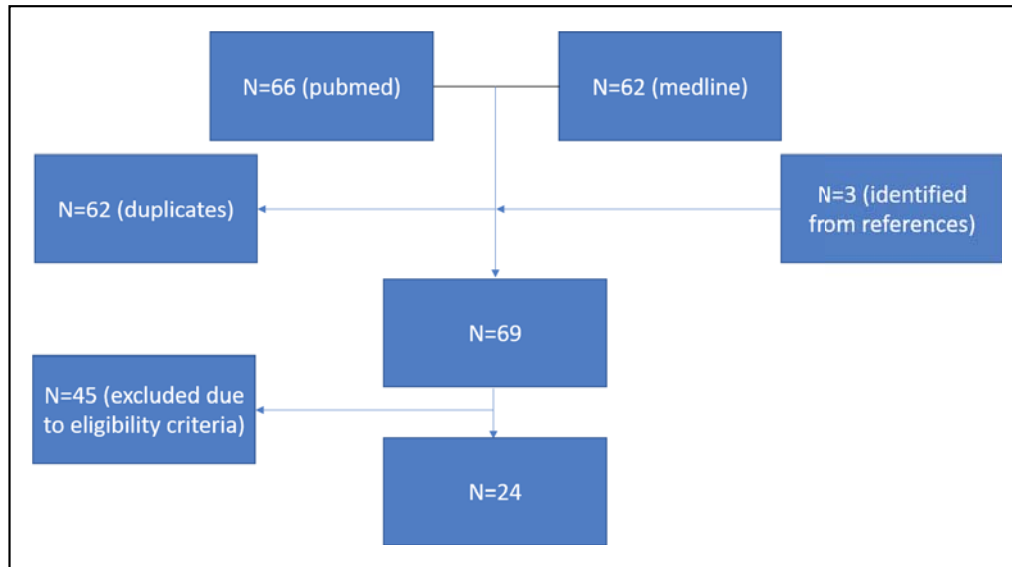 N=66 (pubmed)
N=62 (medline)
N=62 (duplicates)
N=3 (identified
from references)
N=69
N=45 (excluded due
to eligibility criteria)
N=24